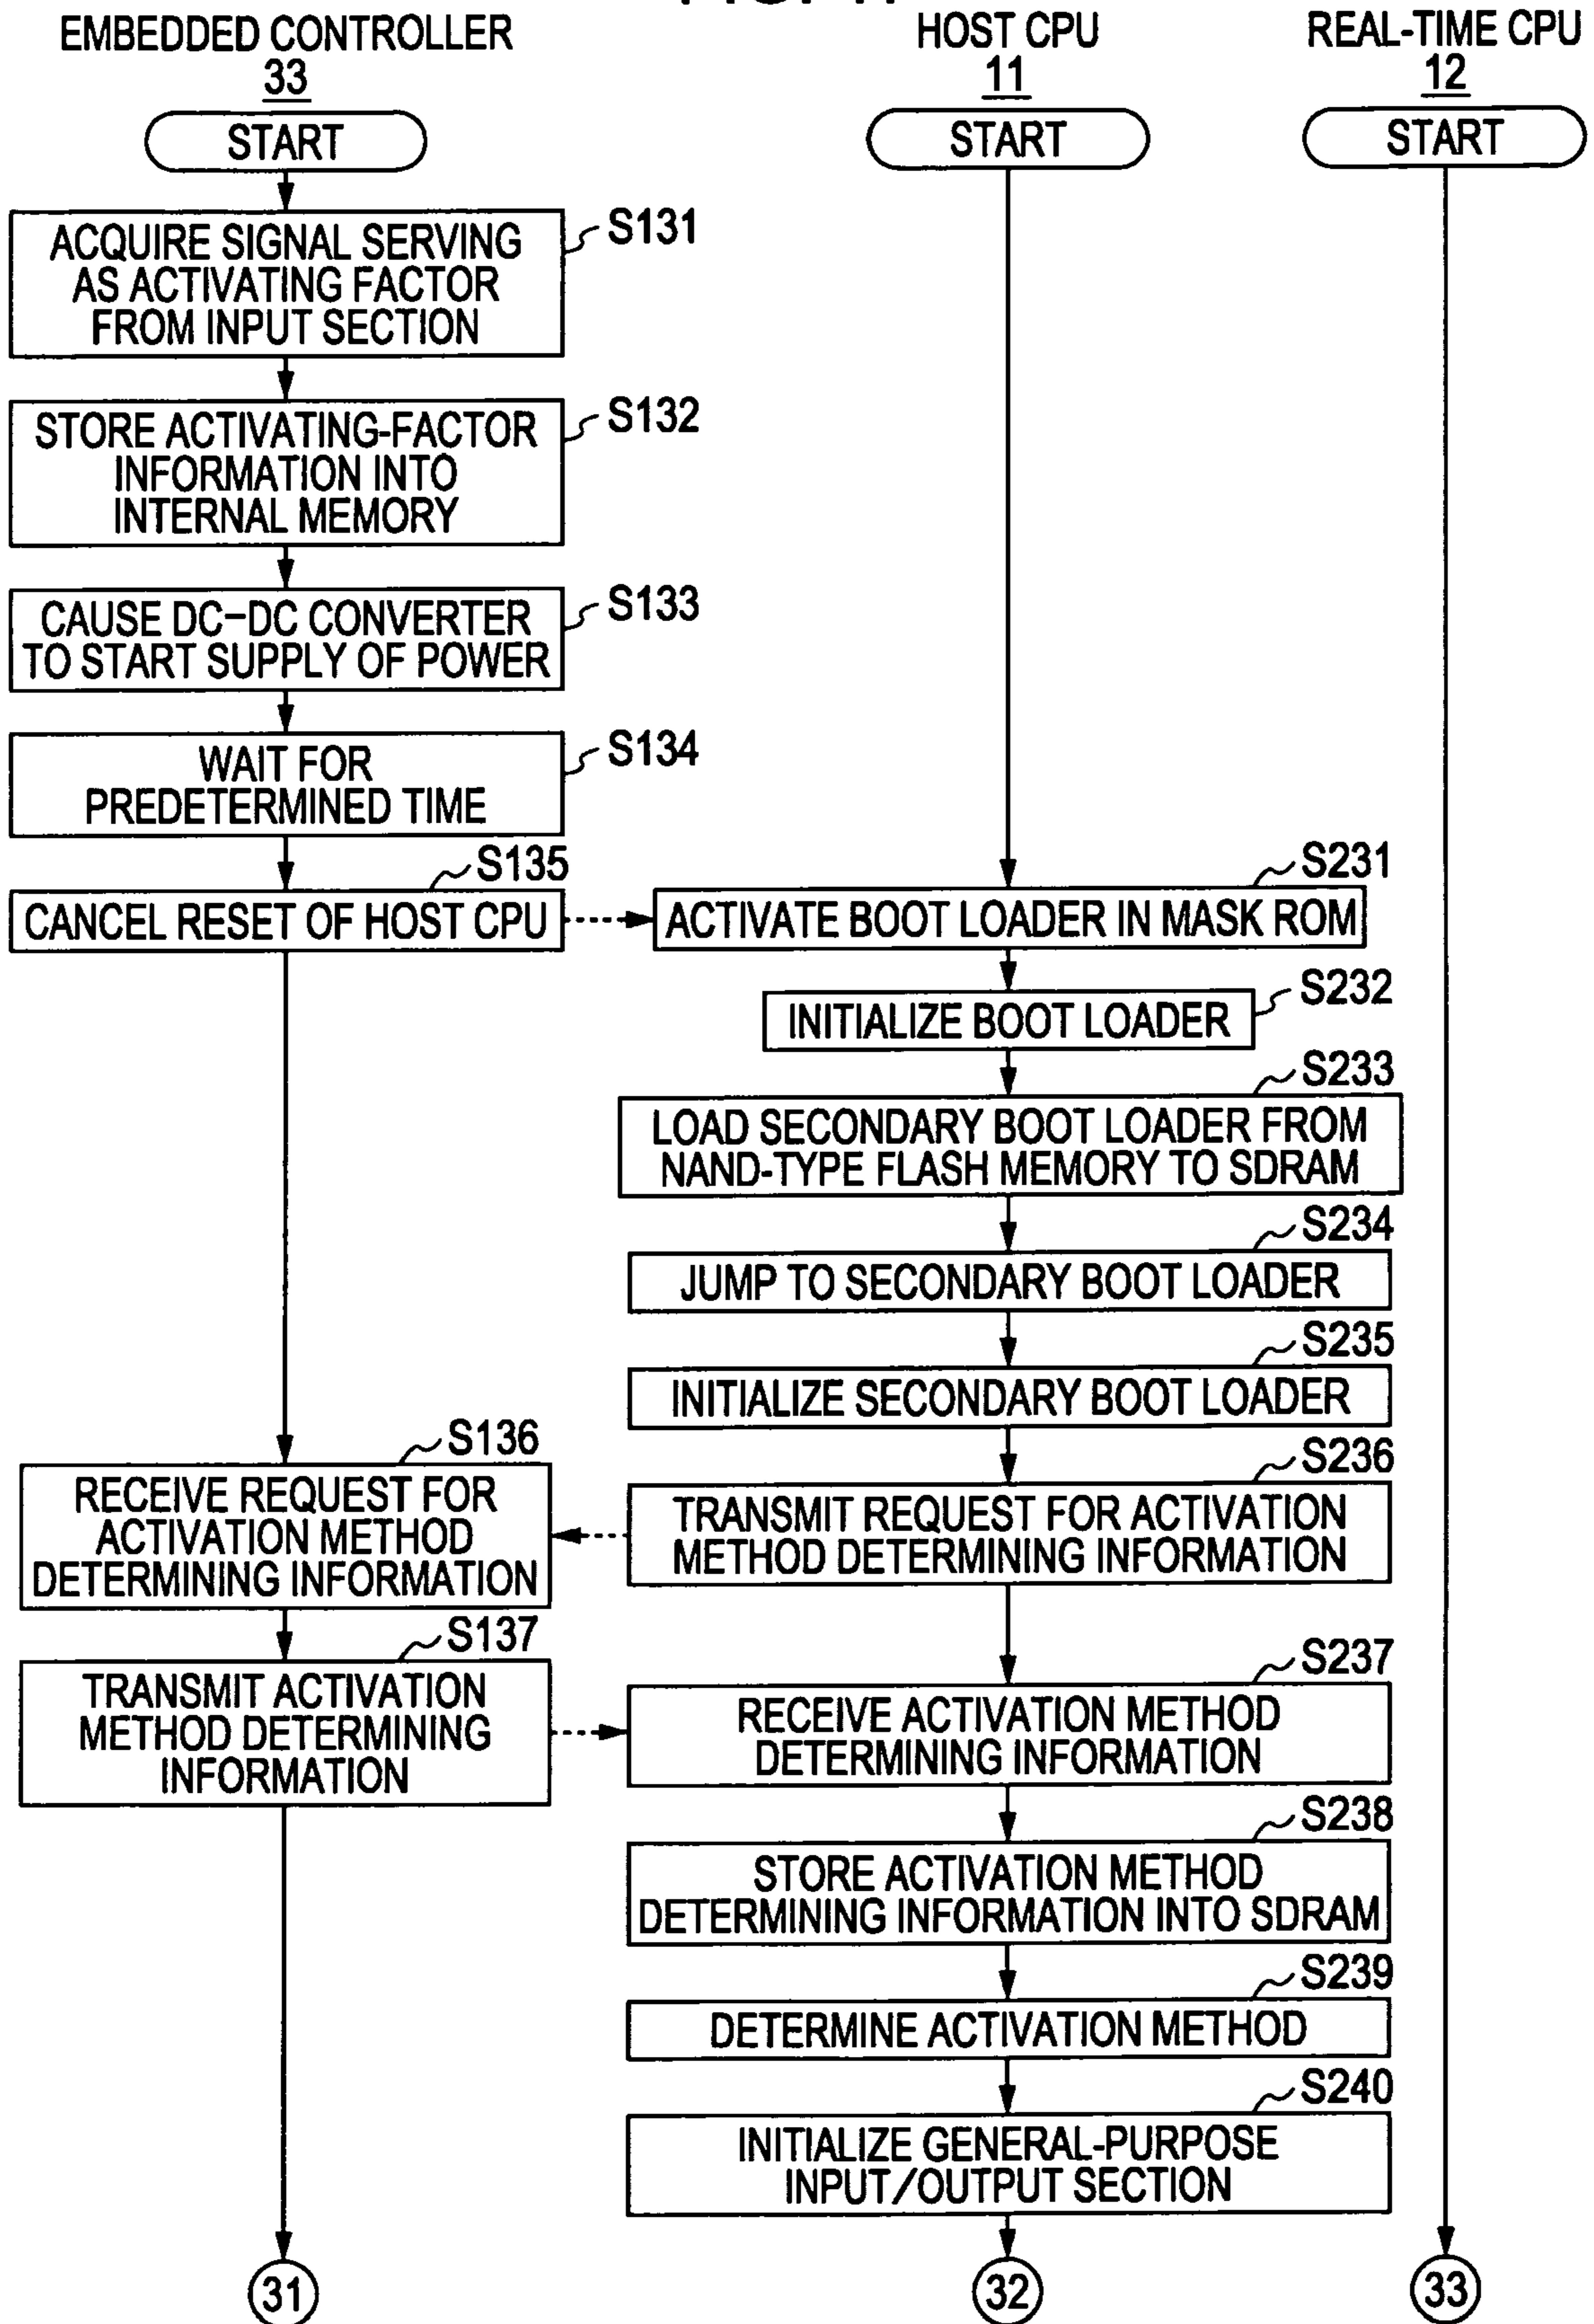 EMBEDDED CONTROLLER
33
HOST CPU
11
REAL-TIME CPU
12
START
START
START
ACQUIRE SIGNAL SERVING
AS ACTIVATING FACTOR
FROM INPUT SECTION
S131
STORE ACTIVATING-FACTOR
INFORMATION INTO
INTERNAL MEMORY
S132
CAUSE DC-DC CONVERTER
TO START SUPPLY OF POWER
S133
WAIT FOR
PREDETERMINED TIME
S134
S135
CANCEL RESET OF HOST CPU
S231
ACTIVATE BOOT LOADER IN MASK ROM
S232
INITIALIZE BOOT LOADER
S233
LOAD SECONDARY BOOT LOADER FROM
NAND-TYPE FLASH MEMORY TO SDRAM
S234
JUMP TO SECONDARY BOOT LOADER
S235
INITIALIZE SECONDARY BOOT LOADER
S136
RECEIVE REQUEST FOR
ACTIVATION METHOD
DETERMINING INFORMATION
S236
TRANSMIT REQUEST FOR ACTIVATION
METHOD DETERMINING INFORMATION
S137
TRANSMIT ACTIVATION
METHOD DETERMINING
INFORMATION
S237
RECEIVE ACTIVATION METHOD
DETERMINING INFORMATION
S238
STORE ACTIVATION METHOD
DETERMINING INFORMATION INTO SDRAM
S239
DETERMINE ACTIVATION METHOD
S240
INITIALIZE GENERAL-PURPOSE
INPUT/OUTPUT SECTION
31
32
33